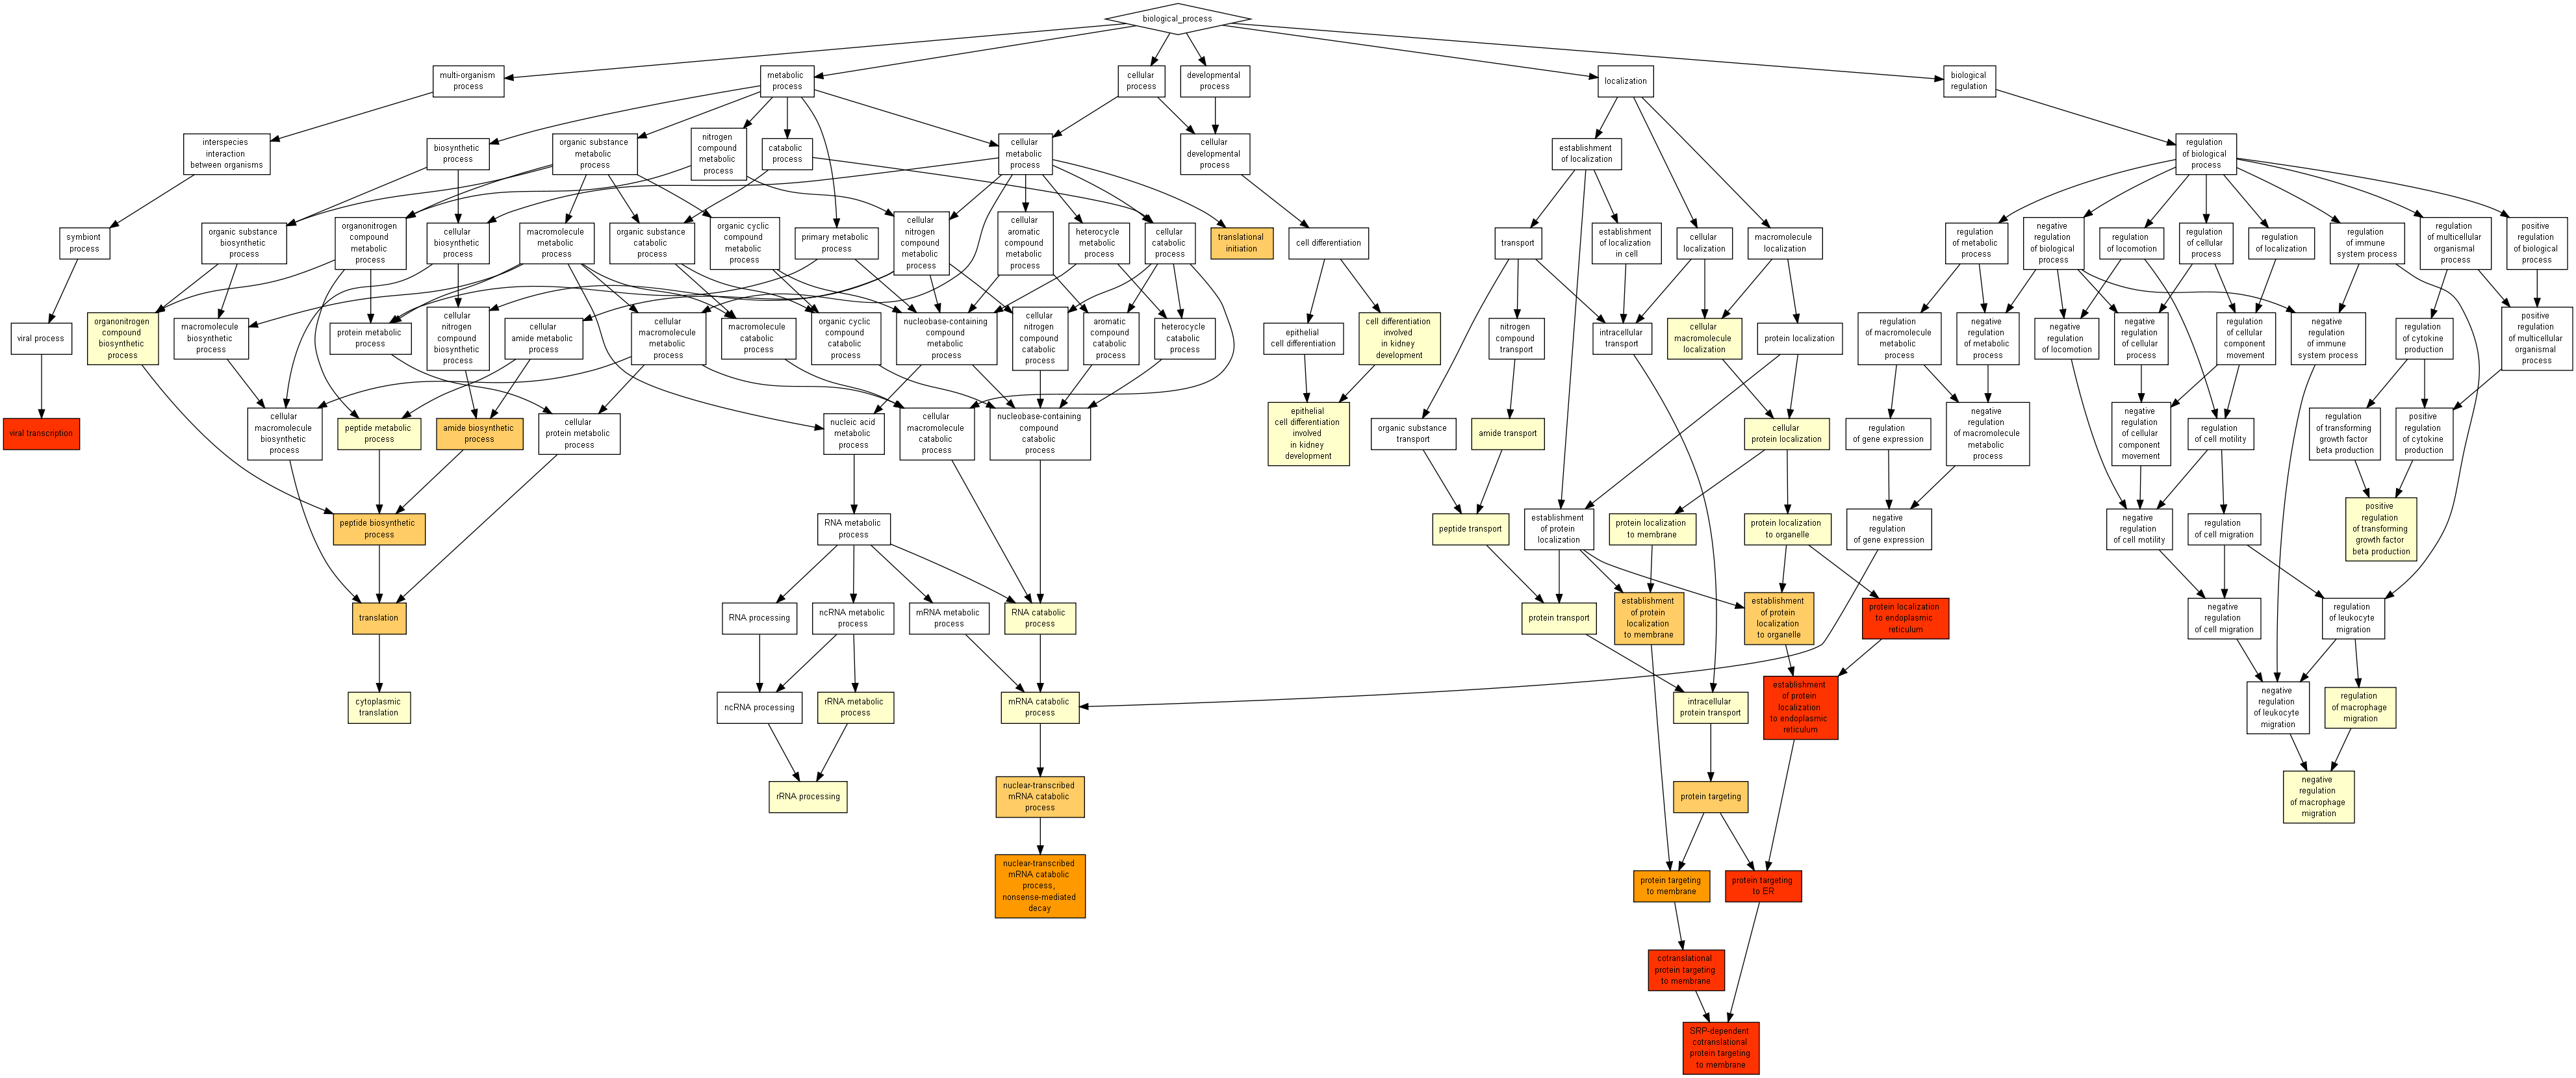 biological_process
multi-organism
process
metabolic
process
cellular
process
developmental
process
localization
biological
regulation
interspecies
interaction
between organisms
biosynthetic
process
organic substance
metabolic
process
nitrogen
compound
metabolic
process
catabolic
process
cellular
metabolic
process
cellular
developmental
process
establishment
of localization
regulation
of biological
process
symbiont
process
organic substance
biosynthetic
process
organonitrogen
compound
metabolic
process
cellular
biosynthetic
process
macromolecule
metabolic
process
organic substance
catabolic
process
organic cyclic
compound
metabolic
process
primary metabolic
process
cellular
nitrogen
compound
metabolic
process
cellular
aromatic
compound
metabolic
process
heterocycle
metabolic
process
cellular
catabolic
process
translational
initiation
cell differentiation
transport
establishment
of localization
in cell
cellular
localization
macromolecule
localization
regulation
of metabolic
process
negative
regulation
of biological
process
regulation
of locomotion
regulation
of cellular
process
regulation
of localization
regulation
of immune
system process
regulation
of multicellular
organismal
process
positive
regulation
of biological
process
viral process
organonitrogen
compound
biosynthetic
process
macromolecule
biosynthetic
process
protein metabolic
process
cellular
nitrogen
compound
biosynthetic
process
cellular
amide metabolic
process
cellular
macromolecule
metabolic
process
macromolecule
catabolic
process
organic cyclic
compound
catabolic
process
nucleobase-containing
compound
metabolic
process
cellular
nitrogen
compound
catabolic
process
aromatic
compound
catabolic
process
heterocycle
catabolic
process
epithelial
cell differentiation
cell differentiation
involved
in kidney
development
nitrogen
compound
transport
intracellular
transport
cellular
macromolecule
localization
protein localization
regulation
of macromolecule
metabolic
process
negative
regulation
of metabolic
process
negative
regulation
of locomotion
negative
regulation
of cellular
process
regulation
of cellular
component
movement
negative
regulation
of immune
system process
regulation
of cytokine
production
positive
regulation
of multicellular
organismal
process
viral transcription
cellular
macromolecule
biosynthetic
process
peptide metabolic
process
amide biosynthetic
process
cellular
protein metabolic
process
nucleic acid
metabolic
process
cellular
macromolecule
catabolic
process
nucleobase-containing
compound
catabolic
process
epithelial
cell differentiation
involved
in kidney
development
organic substance
transport
amide transport
cellular
protein localization
regulation
of gene expression
negative
regulation
of macromolecule
metabolic
process
negative
regulation
of cellular
component
movement
regulation
of cell motility
regulation
of transforming
growth factor
beta production
positive
regulation
of cytokine
production
peptide biosynthetic
process
RNA metabolic
process
peptide transport
establishment
of protein
localization
protein localization
to membrane
protein localization
to organelle
negative
regulation
of gene expression
negative
regulation
of cell motility
regulation
of cell migration
positive
regulation
of transforming
growth factor
beta production
translation
RNA processing
ncRNA metabolic
process
mRNA metabolic
process
RNA catabolic
process
protein transport
establishment
of protein
localization
to membrane
establishment
of protein
localization
to organelle
protein localization
to endoplasmic
reticulum
negative
regulation
of cell migration
regulation
of leukocyte
migration
cytoplasmic
translation
ncRNA processing
rRNA metabolic
process
mRNA catabolic
process
intracellular
protein transport
establishment
of protein
localization
to endoplasmic
reticulum
negative
regulation
of leukocyte
migration
regulation
of macrophage
migration
rRNA processing
nuclear-transcribed
mRNA catabolic
process
protein targeting
negative
regulation
of macrophage
migration
nuclear-transcribed
mRNA catabolic
process,
nonsense-mediated
decay
protein targeting
to membrane
protein targeting
to ER
cotranslational
protein targeting
to membrane
SRP-dependent
cotranslational
protein targeting
to membrane